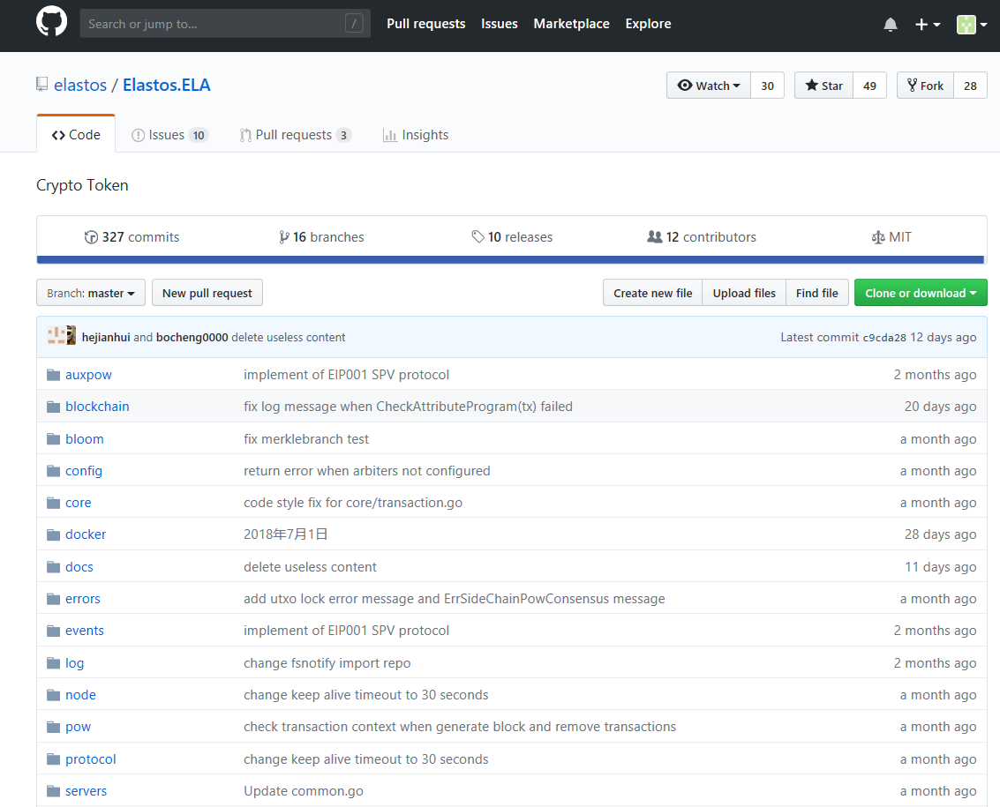 Search or jump to... / Pull requests Issues Marketplace Explore
elastos / Elastos.ELA Watch 30 Star 49 Fork 28
Code Issues 10 Pull requests 3 Insights
Crypto Token
327 commits 16 branches 10 releases 12 contributors MIT
Branch: master New pull request Create new file Upload files Find file Clone or download
hejianhui and bocheng0000 delete useless content Latest commit c9cda28 12 days ago
auxpow implement of EIP001 SPV protocol 2 months ago
blockchain fix log message when CheckAttributeProgram(tx) failed 20 days ago
bloom fix merklebranch test a month ago
config return error when arbiters not configured a month ago
core code style fix for core/transaction.go a month ago
docker 2018年7月1日 28 days ago
docs delete useless content 11 days ago
errors add utxo lock error message and ErrSideChainPowConsensus message a month ago
events implement of EIP001 SPV protocol 2 months ago
log change fsnotify import repo 2 months ago
node change keep alive timeout to 30 seconds a month ago
pow check transaction context when generate block and remove transactions a month ago
protocol change keep alive timeout to 30 seconds a month ago
servers Update common.go a month ago